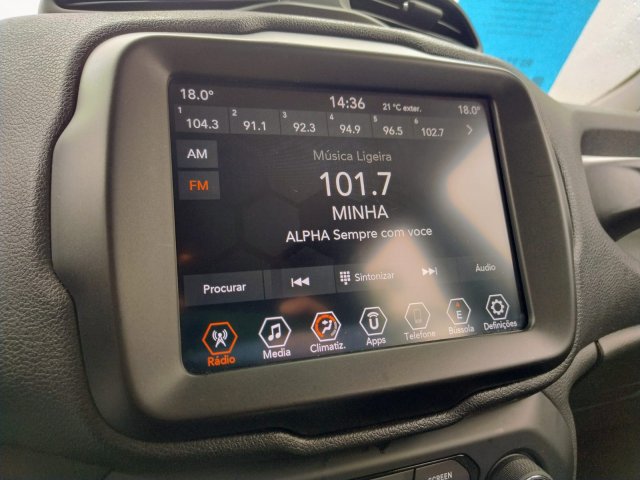 18.0°
14:36
21 °C exter.
18.0°
1 104.3
2 91.1
3 92.3
4 94.9
5 96.5
6 102.7
AM
FM
Música Ligeira
101.7
MINHA
ALPHA Sempre com voce
Procurar
Sintonizar
Áudio
Rádio
Media
Climatiz.
Apps
Telefone
E
Bussola
Definições
SCREEN